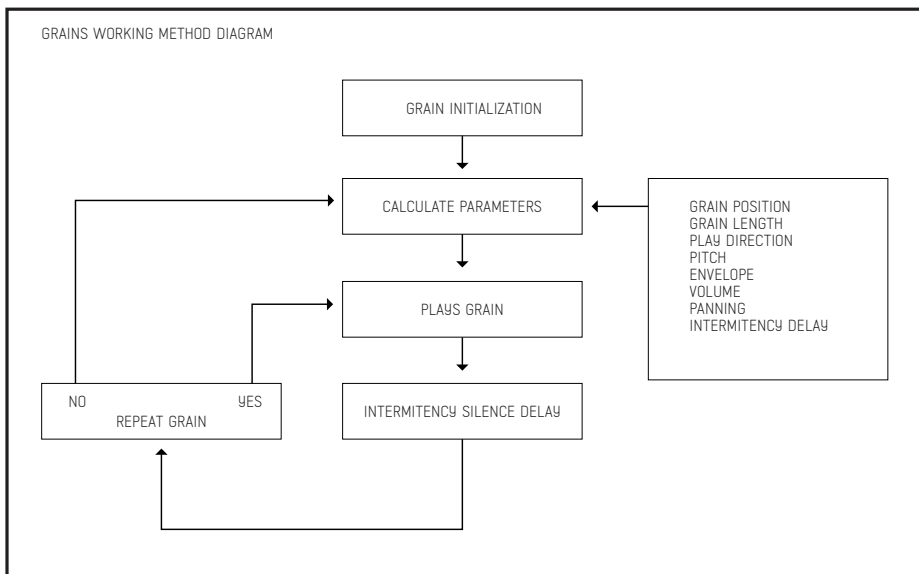 GRAINS WORKING METHOD DIAGRAM
GRAIN INITIALIZATION
CALCULATE PARAMETERS
GRAIN POSITION
GRAIN LENGTH
PLAY DIRECTION
PITCH
ENVELOPE
VOLUME
PANNING
INTERMITENCY DELAY
PLAYS GRAIN
NO YES
REPEAT GRAIN
INTERMITENCY SILENCE DELAY